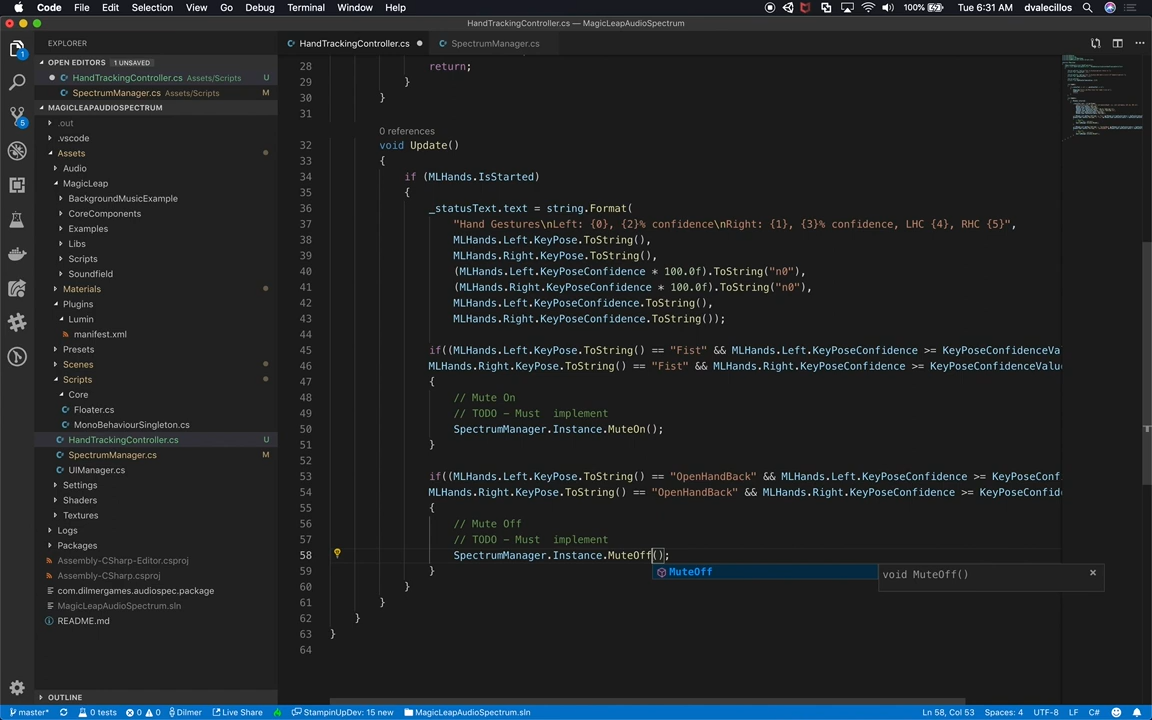 Code File Edit Selection View Go Debug Terminal Window Help 100% Tue 6:31 AM dvalecillos
HandTrackingController.cs — MagicLeapAudioSpectrum
EXPLORER
OPEN EDITORS 1 UNSAVED
HandTrackingController.cs Assets/Scripts U
SpectrumManager.cs Assets/Scripts M
MAGICLEAPAUDIOSPECTRUM
.out
.vscode
Assets
Audio
MagicLeap
BackgroundMusicExample
CoreComponents
Examples
Libs
Scripts
Soundfield
Materials
Plugins
Lumin
manifest.xml
Presets
Scenes
Scripts
Core
Floater.cs
MonoBehaviourSingleton.cs
HandTrackingController.cs U
SpectrumManager.cs M
UIManager.cs
Settings
Shaders
Textures
Logs
Packages
Assembly-CSharp-Editor.csproj
Assembly-CSharp.csproj
com.dilmergames.audiospec.package
MagicLeapAudioSpectrum.sln
README.md
OUTLINE
1
5
HandTrackingController.cs SpectrumManager.cs
28 return;
29 }
30 }
31
0 references
32 void Update()
33 {
34 if (MLHands.IsStarted)
35 {
36 _statusText.text = string.Format(
37 "Hand Gestures\nLeft: {0}, {2}% confidence\nRight: {1}, {3}% confidence, LHC {4}, RHC {5}",
38 MLHands.Left.KeyPose.ToString(),
39 MLHands.Right.KeyPose.ToString(),
40 (MLHands.Left.KeyPoseConfidence * 100.0f).ToString("n0"),
41 (MLHands.Right.KeyPoseConfidence * 100.0f).ToString("n0"),
42 MLHands.Left.KeyPoseConfidence.ToString(),
43 MLHands.Right.KeyPoseConfidence.ToString());
44
45 if((MLHands.Left.KeyPose.ToString() == "Fist" && MLHands.Left.KeyPoseConfidence >= KeyPoseConfidenceVa
46 MLHands.Right.KeyPose.ToString() == "Fist" && MLHands.Right.KeyPoseConfidence >= KeyPoseConfidenceValu
47 {
48 // Mute On
49 // TODO - Must  implement
50 SpectrumManager.Instance.MuteOn();
51 }
52
53 if((MLHands.Left.KeyPose.ToString() == "OpenHandBack" && MLHands.Left.KeyPoseConfidence >= KeyPoseConf
54 MLHands.Right.KeyPose.ToString() == "OpenHandBack" && MLHands.Right.KeyPoseConfidence >= KeyPoseConfid
55 {
56 // Mute Off
57 // TODO - Must  implement
58 SpectrumManager.Instance.MuteOff();
MuteOff void MuteOff()
59 }
60 }
61 }
62 }
63 }
64
master* 0 tests 0 0 Dilmer Live Share StampinUpDev: 15 new MagicLeapAudioSpectrum.sln Ln 58, Col 53 Spaces: 4 UTF-8 LF C#